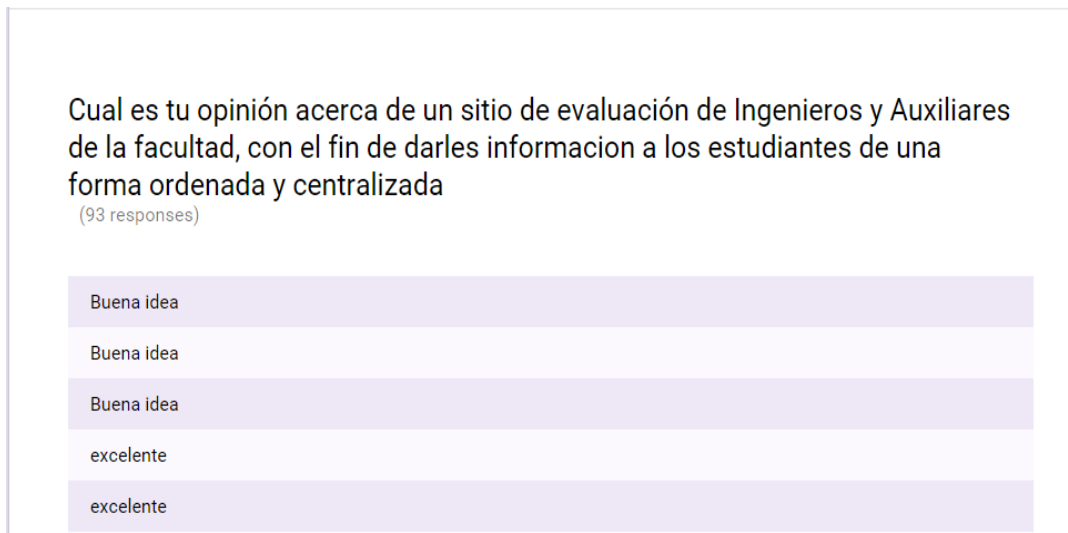 Cual es tu opinión acerca de un sitio de evaluación de Ingenieros y Auxiliares
de la facultad, con el fin de darles informacion a los estudiantes de una
forma ordenada y centralizada
(93 responses)
Buena idea
Buena idea
Buena idea
excelente
excelente